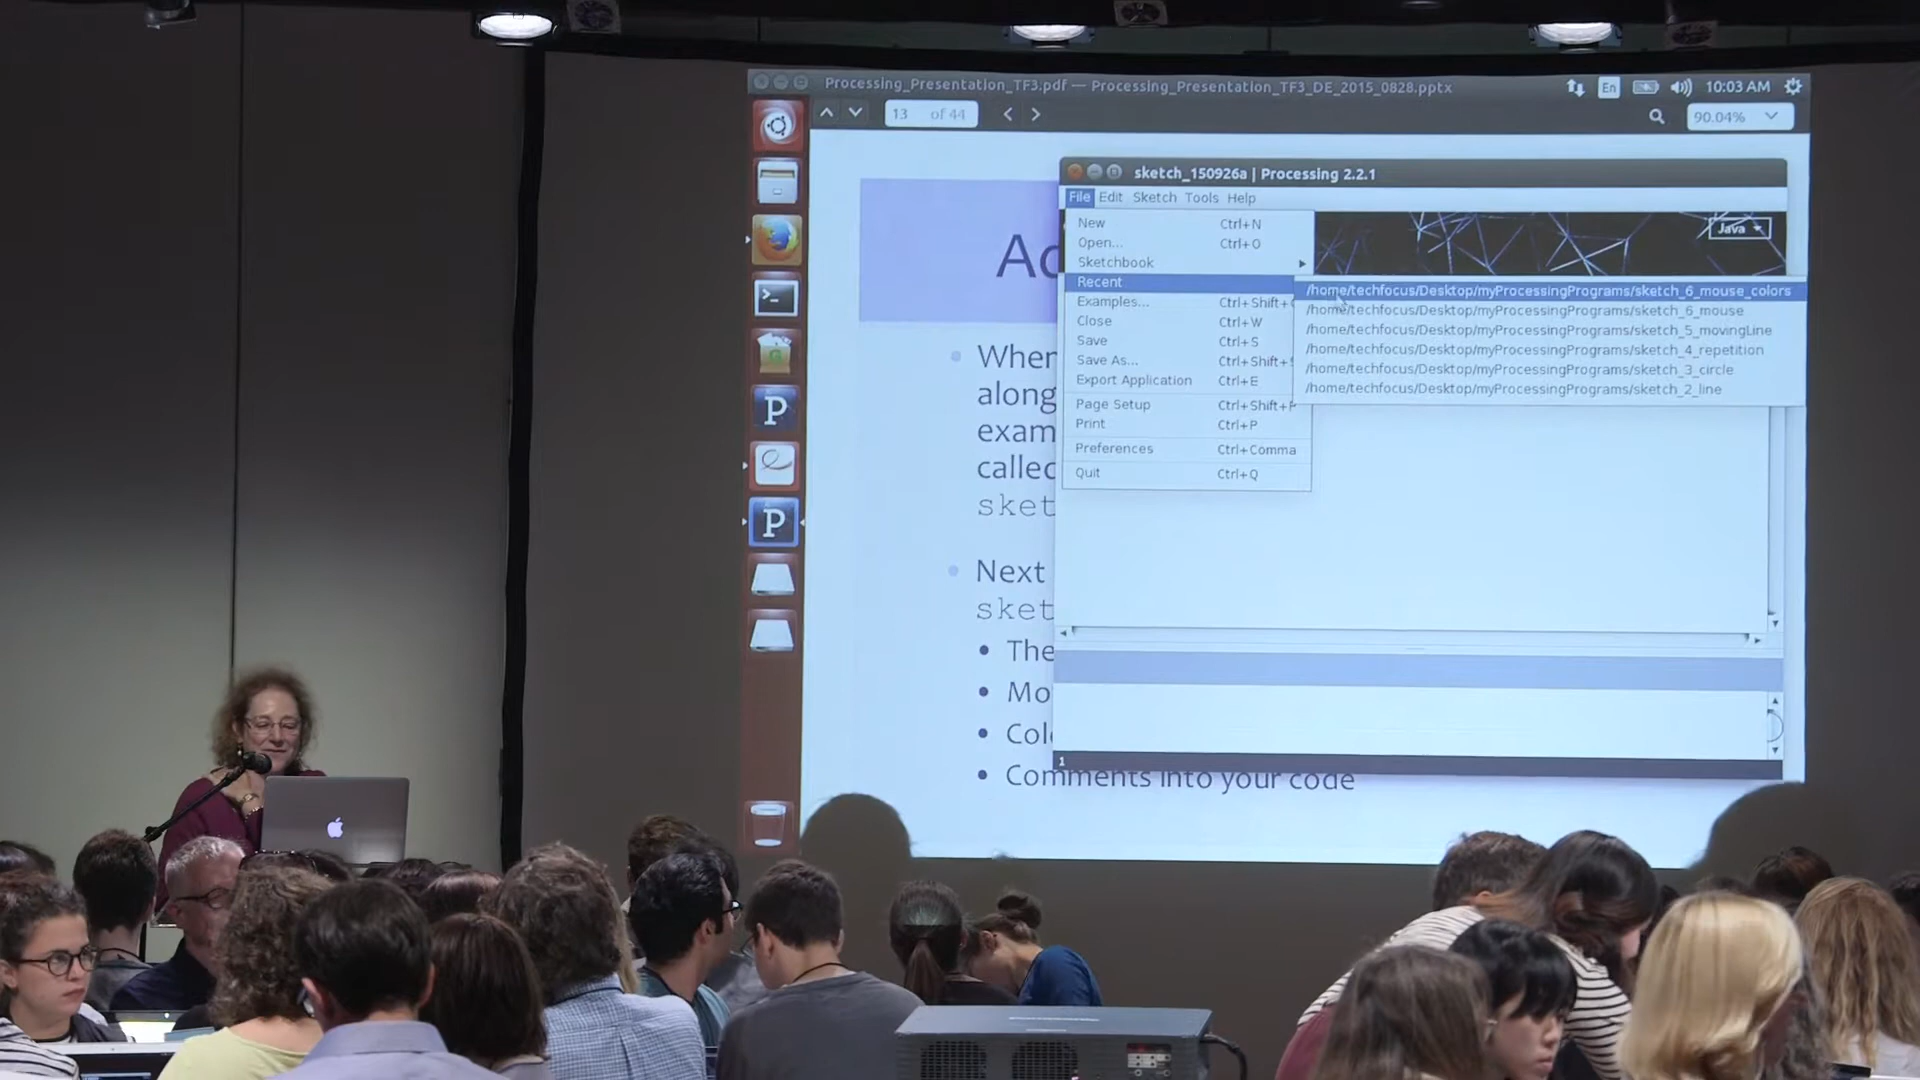 Processing_Presentation_TF3.pdf — Processing_Presentation_TF3_DE_2015_0828.pptx
En
10:03 AM
13 of 44
90.04%
sketch_150926a | Processing 2.2.1
File Edit Sketch Tools Help
New Ctrl+N
Open... Ctrl+O
Sketchbook
Recent
Examples... Ctrl+Shift+
Close Ctrl+W
Save Ctrl+S
Save As... Ctrl+Shift+
Export Application Ctrl+E
Page Setup Ctrl+Shift+P
Print Ctrl+P
Preferences Ctrl+Comma
Quit Ctrl+Q
Java
/home/techfocus/Desktop/myProcessingPrograms/sketch_6_mouse_colors
/home/techfocus/Desktop/myProcessingPrograms/sketch_6_mouse
/home/techfocus/Desktop/myProcessingPrograms/sketch_5_movingLine
/home/techfocus/Desktop/myProcessingPrograms/sketch_4_repetition
/home/techfocus/Desktop/myProcessingPrograms/sketch_3_circle
/home/techfocus/Desktop/myProcessingPrograms/sketch_2_line
1
Ac
When
along
exam
called
sket
Next
sket
The
Mo
Col
Comments into your code
P
P